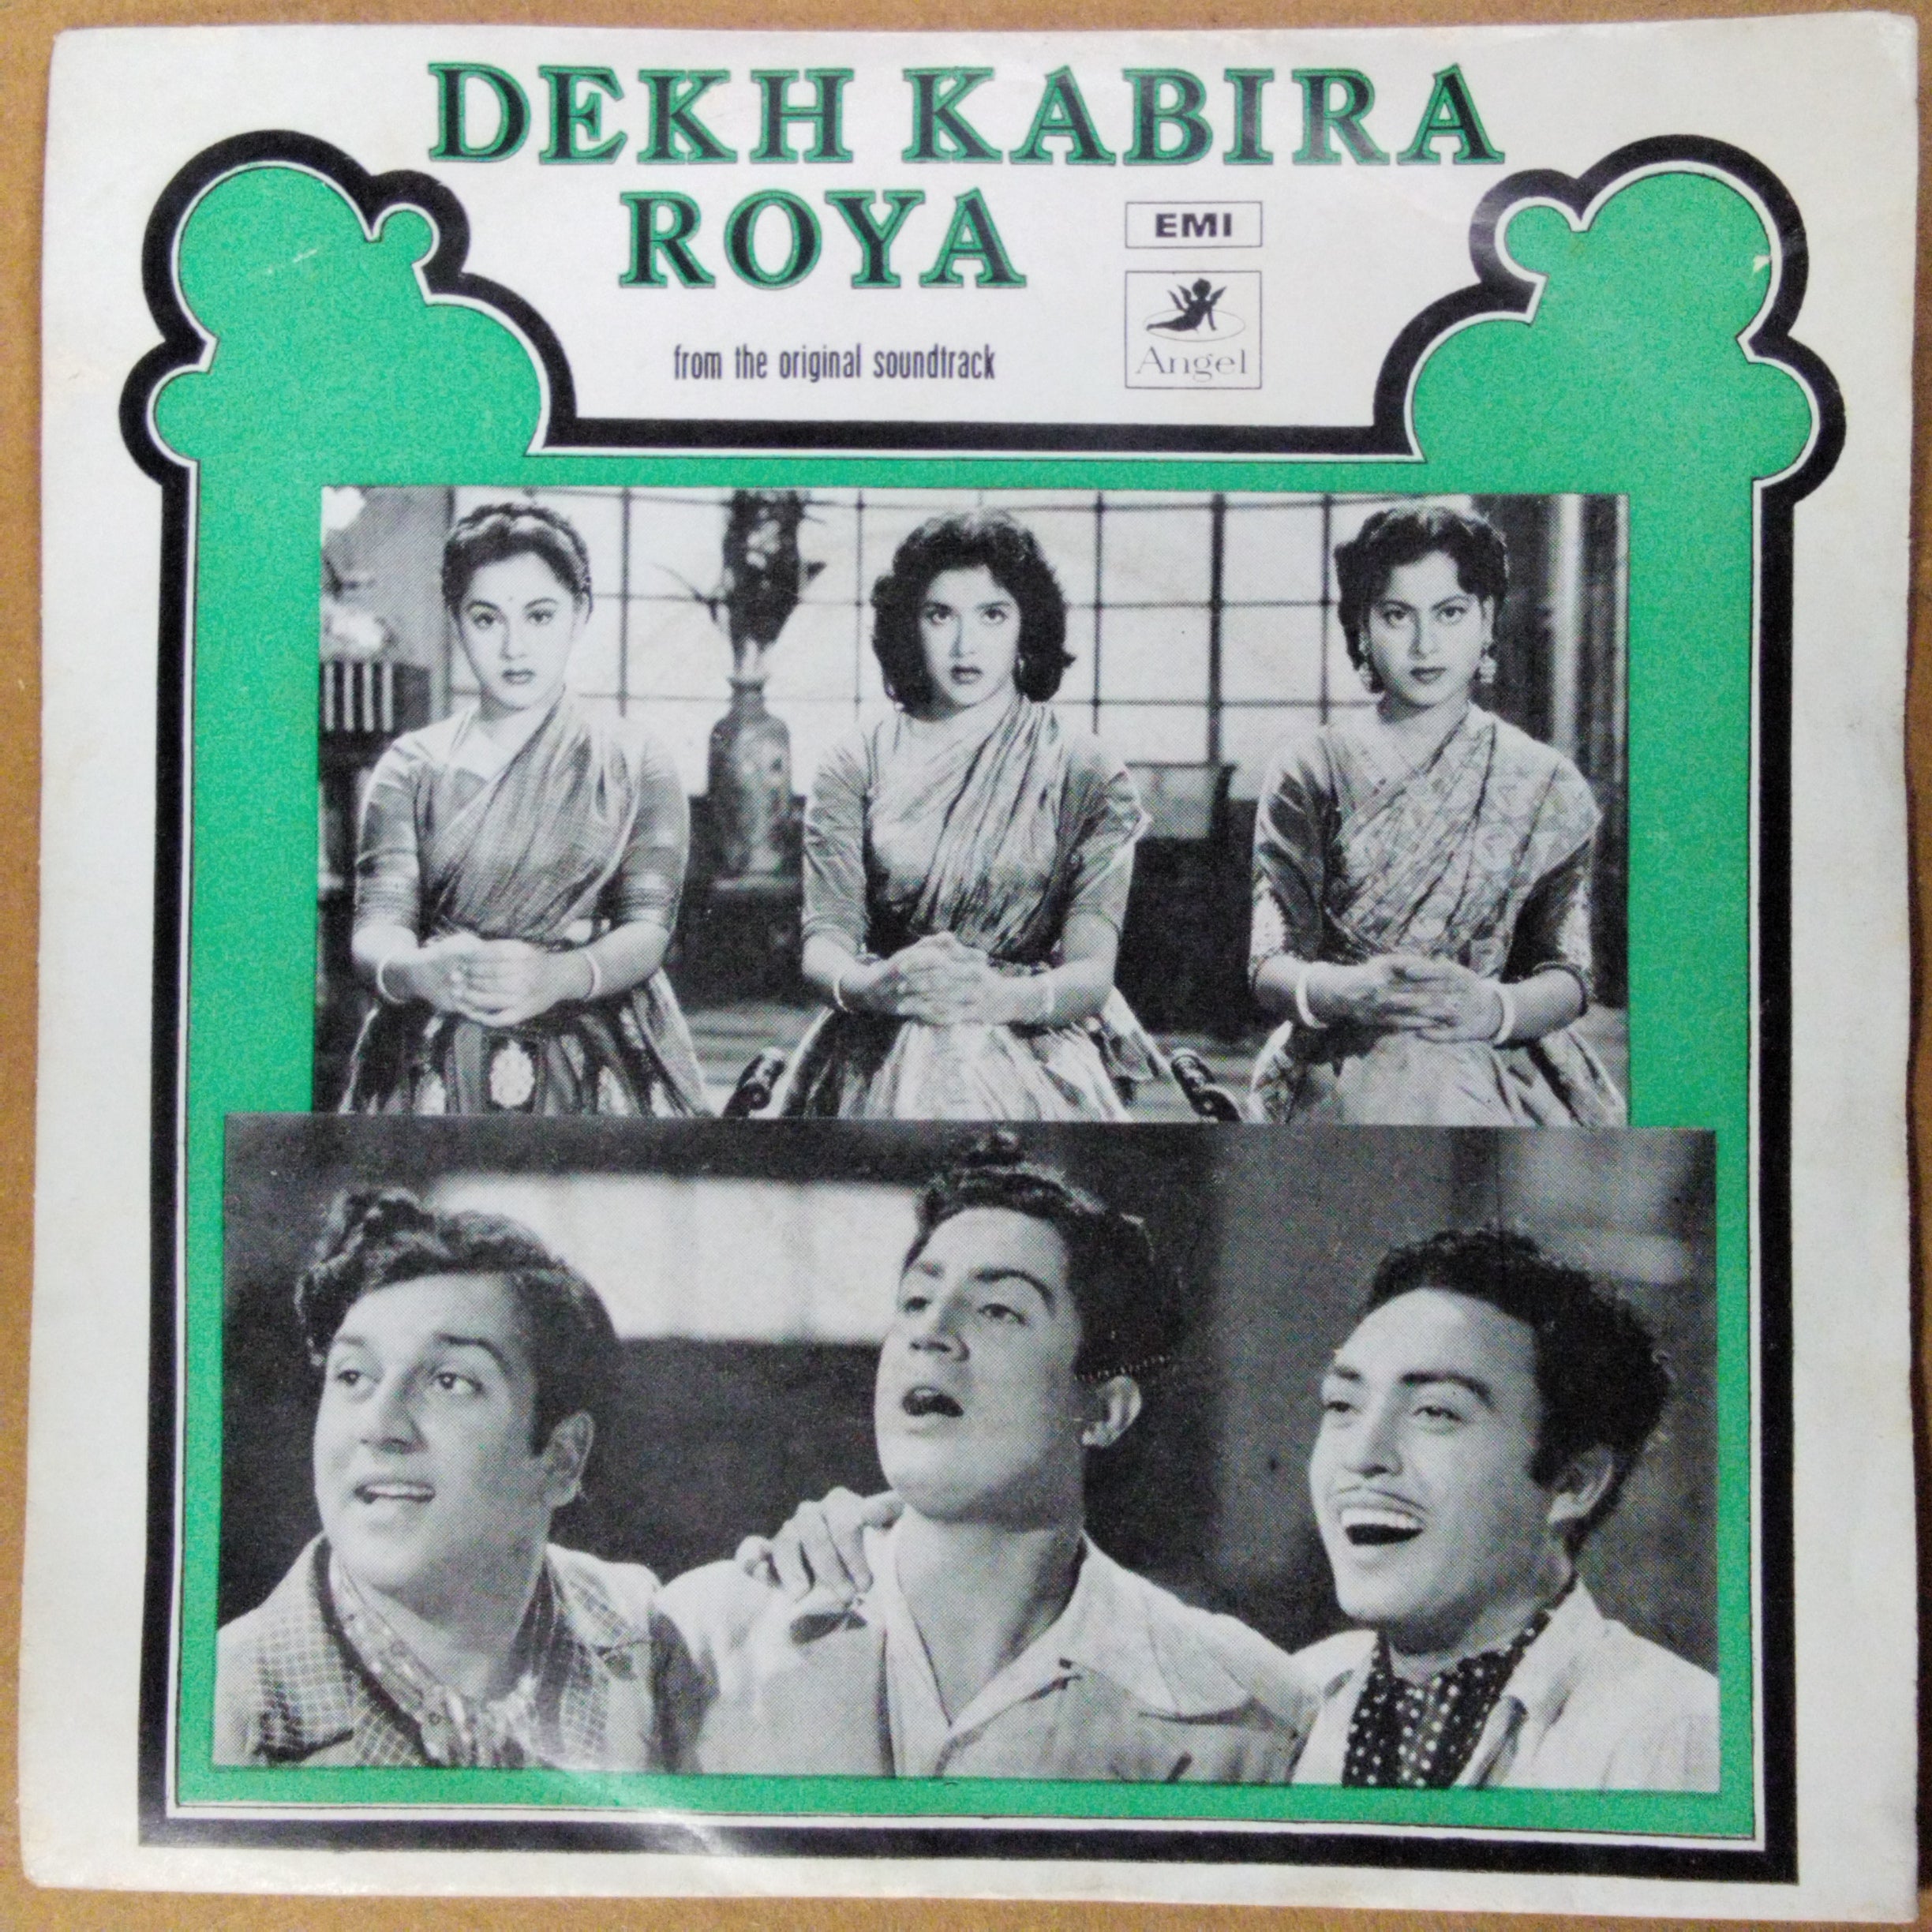 DEKH KABIRA
ROYA
EMI
from the original soundtrack
Angel